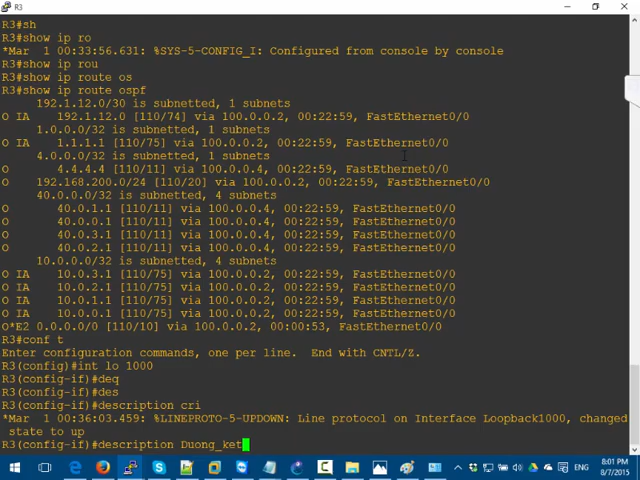 R3
R3#sh
R3#show ip ro
*Mar  1 00:33:56.631: %SYS-5-CONFIG_I: Configured from console by console
R3#show ip rou
R3#show ip route os
R3#show ip route ospf
     192.1.12.0/30 is subnetted, 1 subnets
O IA    192.1.12.0 [110/74] via 100.0.0.2, 00:22:59, FastEthernet0/0
     1.0.0.0/32 is subnetted, 1 subnets
O IA    1.1.1.1 [110/75] via 100.0.0.2, 00:22:59, FastEthernet0/0
     4.0.0.0/32 is subnetted, 1 subnets
O       4.4.4.4 [110/11] via 100.0.0.4, 00:22:59, FastEthernet0/0
O    192.168.200.0/24 [110/20] via 100.0.0.2, 00:22:59, FastEthernet0/0
     40.0.0.0/32 is subnetted, 4 subnets
O       40.0.1.1 [110/11] via 100.0.0.4, 00:22:59, FastEthernet0/0
O       40.0.0.1 [110/11] via 100.0.0.4, 00:22:59, FastEthernet0/0
O       40.0.3.1 [110/11] via 100.0.0.4, 00:22:59, FastEthernet0/0
O       40.0.2.1 [110/11] via 100.0.0.4, 00:22:59, FastEthernet0/0
     10.0.0.0/32 is subnetted, 4 subnets
O IA    10.0.3.1 [110/75] via 100.0.0.2, 00:22:59, FastEthernet0/0
O IA    10.0.2.1 [110/75] via 100.0.0.2, 00:22:59, FastEthernet0/0
O IA    10.0.1.1 [110/75] via 100.0.0.2, 00:22:59, FastEthernet0/0
O IA    10.0.0.1 [110/75] via 100.0.0.2, 00:22:59, FastEthernet0/0
O*E2 0.0.0.0/0 [110/10] via 100.0.0.2, 00:00:53, FastEthernet0/0
R3#conf t
Enter configuration commands, one per line.  End with CNTL/Z.
R3(config)#int lo 1000
R3(config-if)#deq
R3(config-if)#des
R3(config-if)#description cri
*Mar  1 00:36:03.459: %LINEPROTO-5-UPDOWN: Line protocol on Interface Loopback1000, changed
state to up
R3(config-if)#description Duong_ket
ENG
8:01 PM
8/7/2015